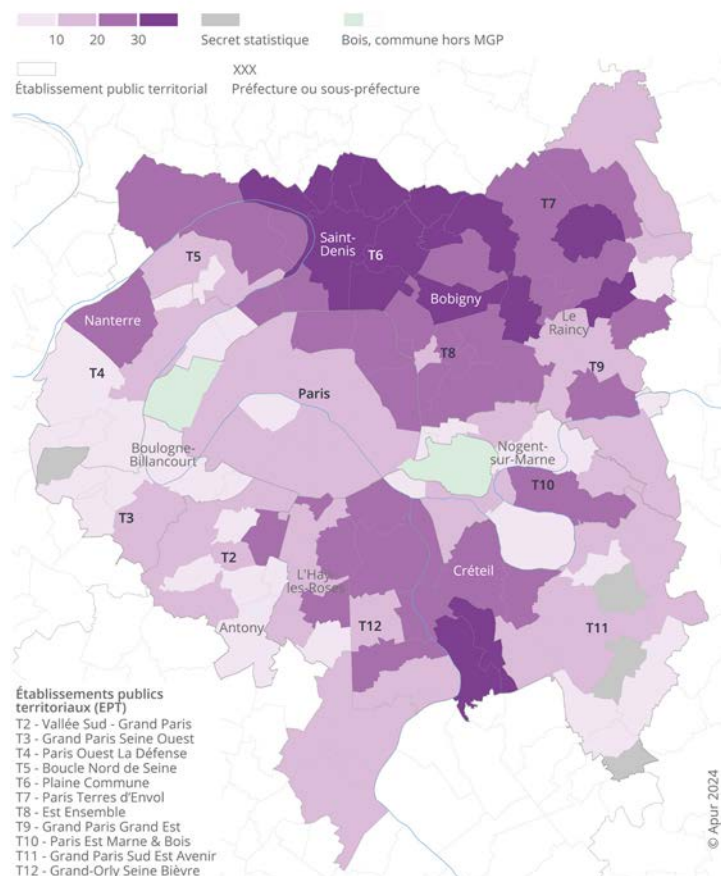 10 20 30
Secret statistique
Bois, commune hors MGP
XXX
Établissement public territorial
Préfecture ou sous-préfecture
T7
Saint-
Denis
T6
T5
Bobigny
Nanterre
Le
Raincy
T8
T9
T4
Paris
Boulogne-
Billancourt
Nogent-
sur-Marne
T10
T3
T2
Créteil
L'Haÿ-
les-Roses
Antony
T12
T11
Établissements publics
territoriaux (EPT)
T2 - Vallée Sud - Grand Paris
T3 - Grand Paris Seine Ouest
T4 - Paris Ouest La Défense
T5 - Boucle Nord de Seine
T6 - Plaine Commune
T7 - Paris Terres d'Envol
T8 - Est Ensemble
T9 - Grand Paris Grand Est
T10 - Paris Est Marne & Bois
T11 - Grand Paris Sud Est Avenir
T12 - Grand-Orly Seine Bièvre
© Apur 2024